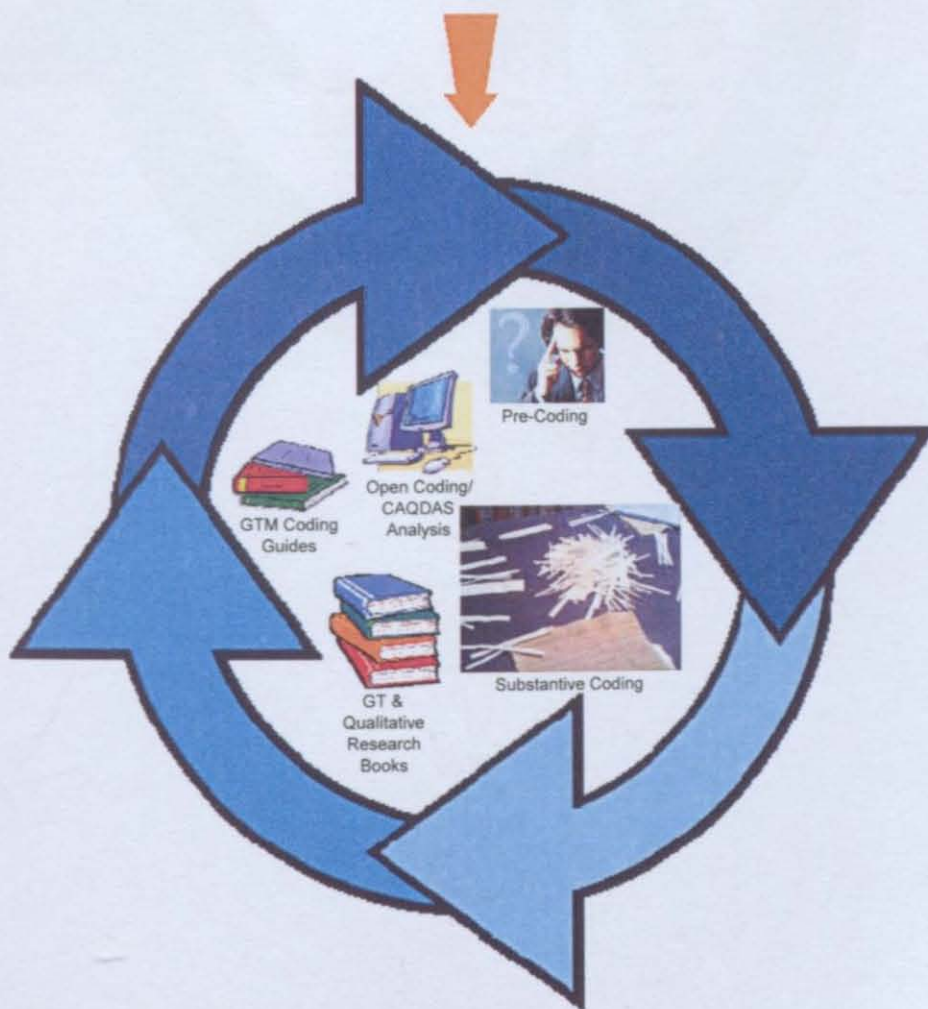 ?
Pre-Coding
Open Coding/
CAQDAS
Analysis
GTM Coding
Guides
Substantive Coding
GT &
Qualitative
Research
Books